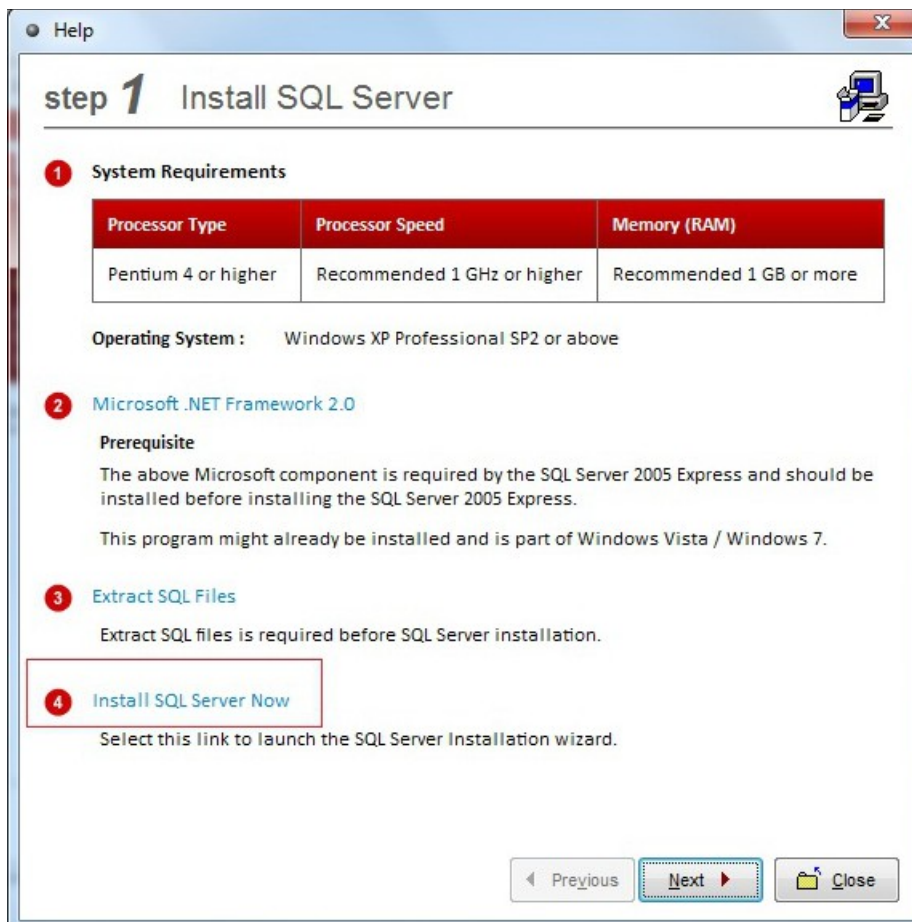 Help
step 1 Install SQL Server
1 System Requirements
Processor Type Processor Speed Memory (RAM)
Pentium 4 or higher Recommended 1 GHz or higher Recommended 1 GB or more
Operating System : Windows XP Professional SP2 or above
2 Microsoft .NET Framework 2.0
Prerequisite
The above Microsoft component is required by the SQL Server 2005 Express and should be
installed before installing the SQL Server 2005 Express.
This program might already be installed and is part of Windows Vista / Windows 7.
3 Extract SQL Files
Extract SQL files is required before SQL Server installation.
4 Install SQL Server Now
Select this link to launch the SQL Server Installation wizard.
Previous Next Close